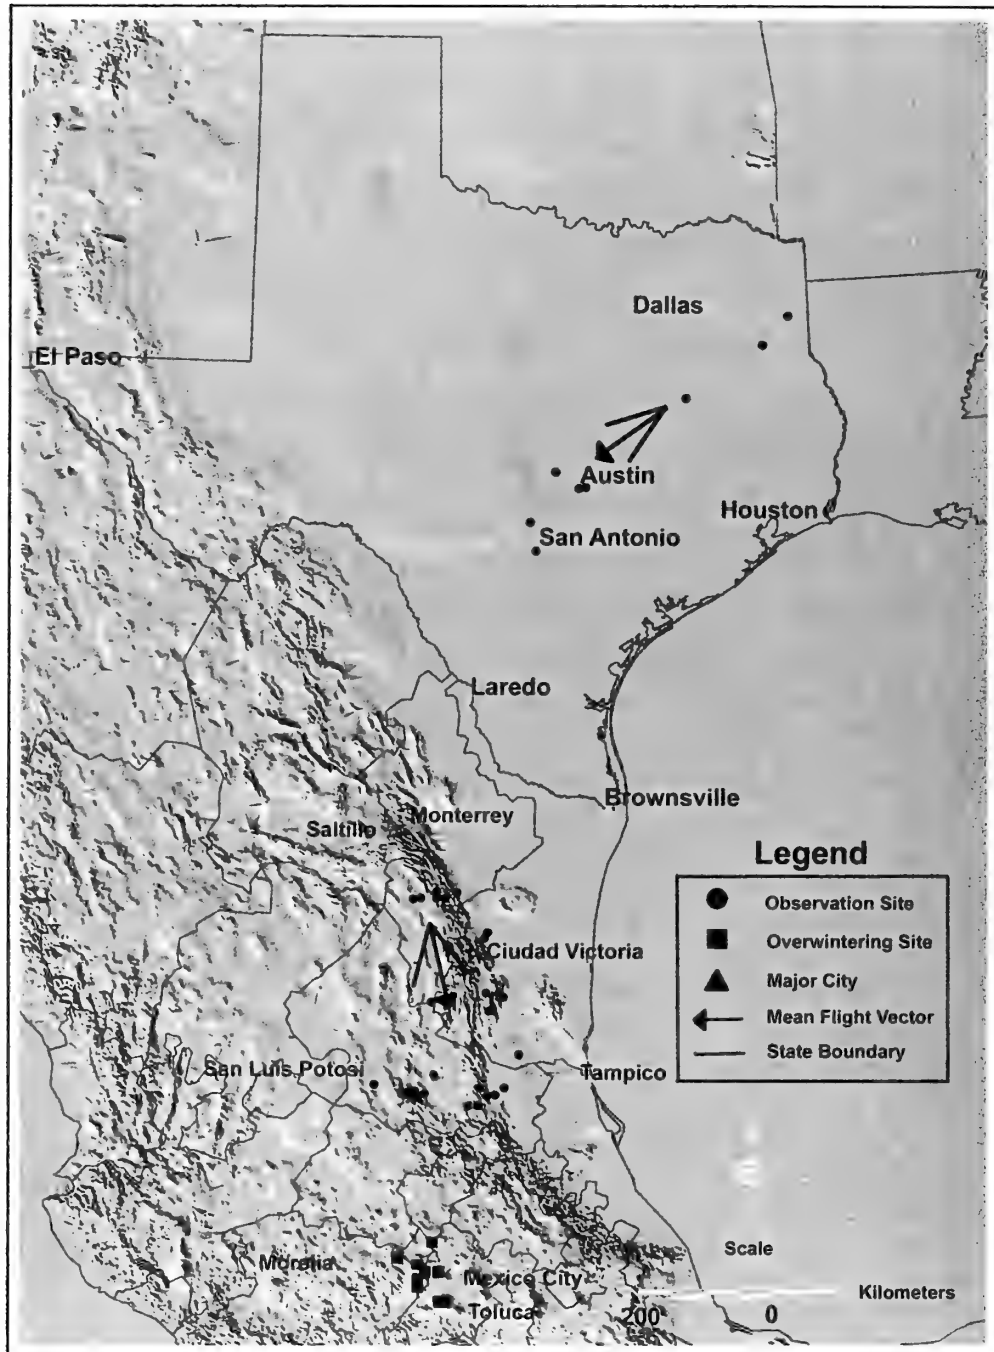 Dallas
El Paso
Austin
Houston
San Antonio
Laredo
Brownsville
Monterrey
Saltillo
Legend
Observation Site
Ciudad Victoria
Overwintering Site
Major City
Mean Flight Vector
State Boundary
San Luis Potosi
Tampico
Morelia
Scale
Mexico City
Kilometers
Toluca
200 0